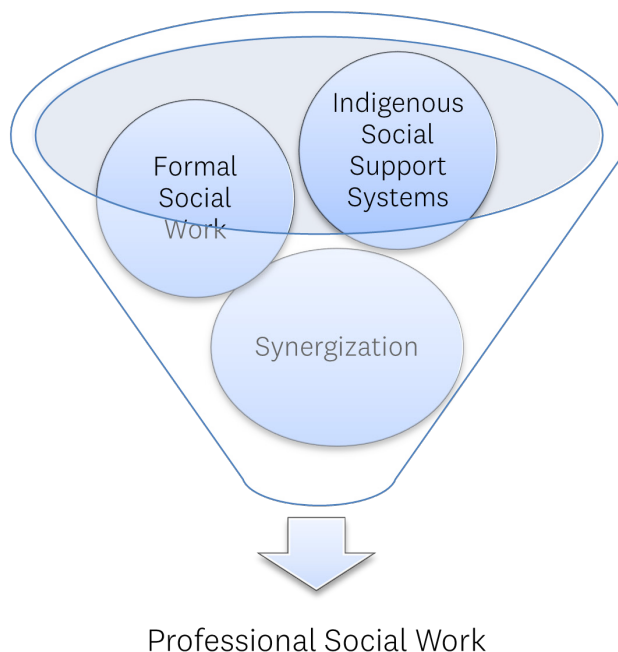 Indigenous
Social
Support
Systems
Formal
Social
Work
Synergization
Professional Social Work